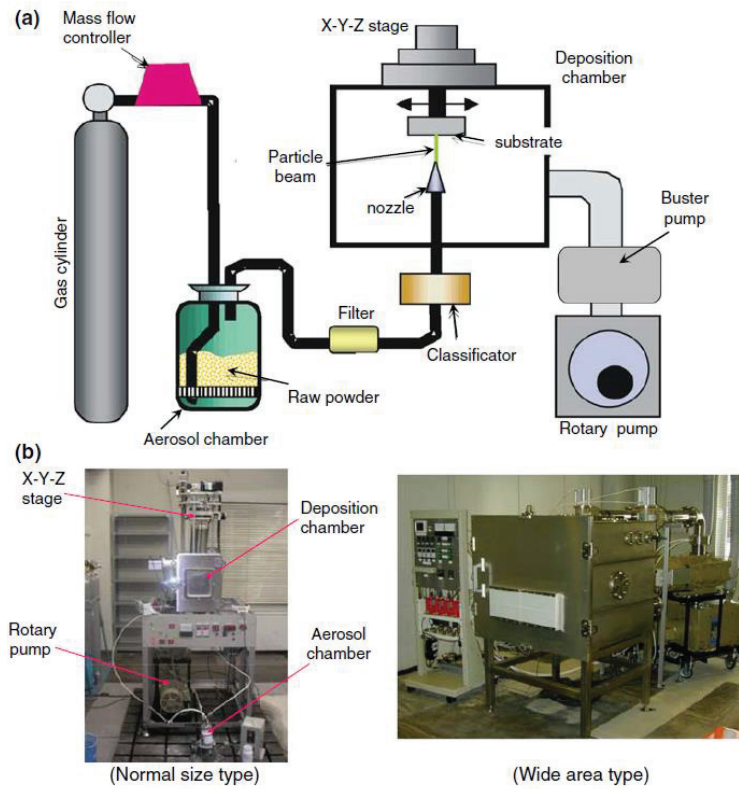 (a)
Mass flow
controller
X-Y-Z stage
Deposition
chamber
substrate
Particle
beam
nozzle
Buster
pump
Gas cylinder
Filter
Classificator
Raw powder
Aerosol chamber
Rotary pump
(b)
X-Y-Z
stage
Deposition
chamber
Rotary
pump
Aerosol
chamber
(Normal size type)
(Wide area type)